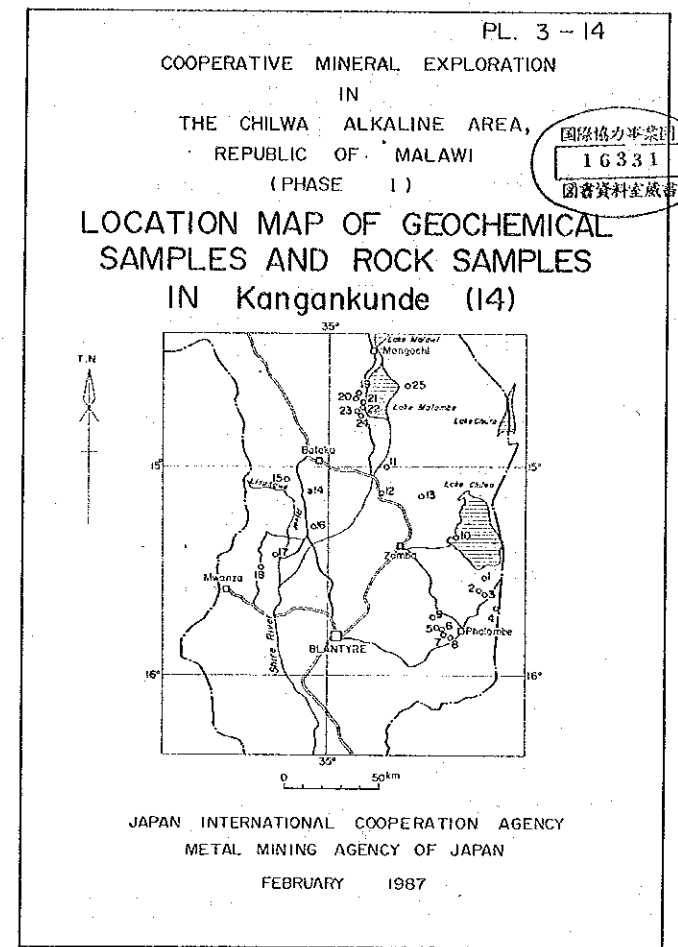 PL. 3 - 14
COOPERATIVE MINERAL EXPLORATION
IN
THE CHILWA ALKALINE AREA,
REPUBLIC OF MALAWI
(PHASE I)
国際協力事業団
16331
図書資料室蔵書
LOCATION MAP OF GEOCHEMICAL
SAMPLES AND ROCK SAMPLES
IN Kangankunde (14)
T.N
35°
Lake Malawi
Mangochi
19
25
20
21
22
Lake Malombe
23
24
Lake Chiuta
Balaka
15°
11
15°
15
14
12
13
Lake Chilwa
16
10
17
Zomba
18
1
Mwanza
2
3
4
9
5
6
Phalombe
7
8
BLANTYRE
Shire River
16°
16°
35°
0
50km
JAPAN INTERNATIONAL COOPERATION AGENCY
METAL MINING AGENCY OF JAPAN
FEBRUARY 1987